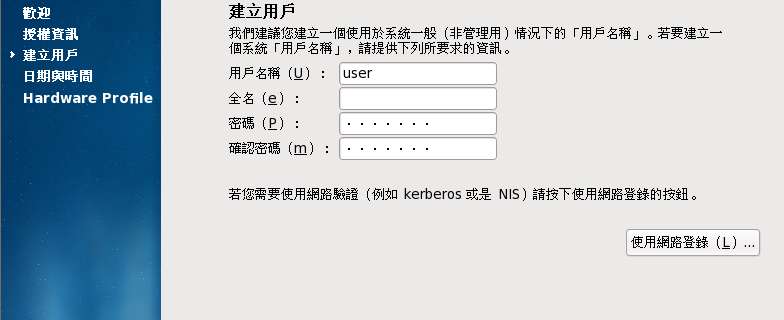 歡迎
授權資訊
建立用戶
日期與時間
Hardware Profile
建立用戶
我們建議您建立一個使用於系統一般（非管理用）情況下的「用戶名稱」。若要建立一
個系統「用戶名稱」，請提供下列所要求的資訊。
用戶名稱（U）： user
全名（e）：
密碼（P）： •••••••
確認密碼（m）： •••••••
若您需要使用網路驗證（例如 kerberos 或是 NIS）請按下使用網路登錄的按鈕。
使用網路登錄（L）...